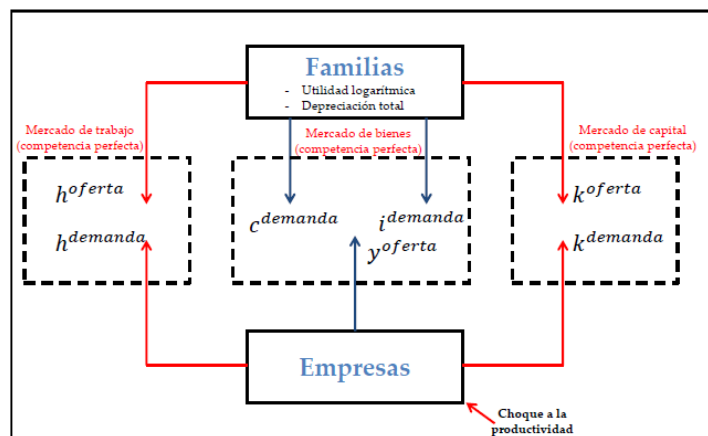 Familias
- Utilidad logarítmica
- Depreciación total
Mercado de trabajo
(competencia perfecta)
Mercado de bienes
(competencia perfecta)
Mercado de capital
(competencia perfecta)
h^oferta
h^demanda
c^demanda
i^demanda
y^oferta
k^oferta
k^demanda
Empresas
Choque a la
productividad